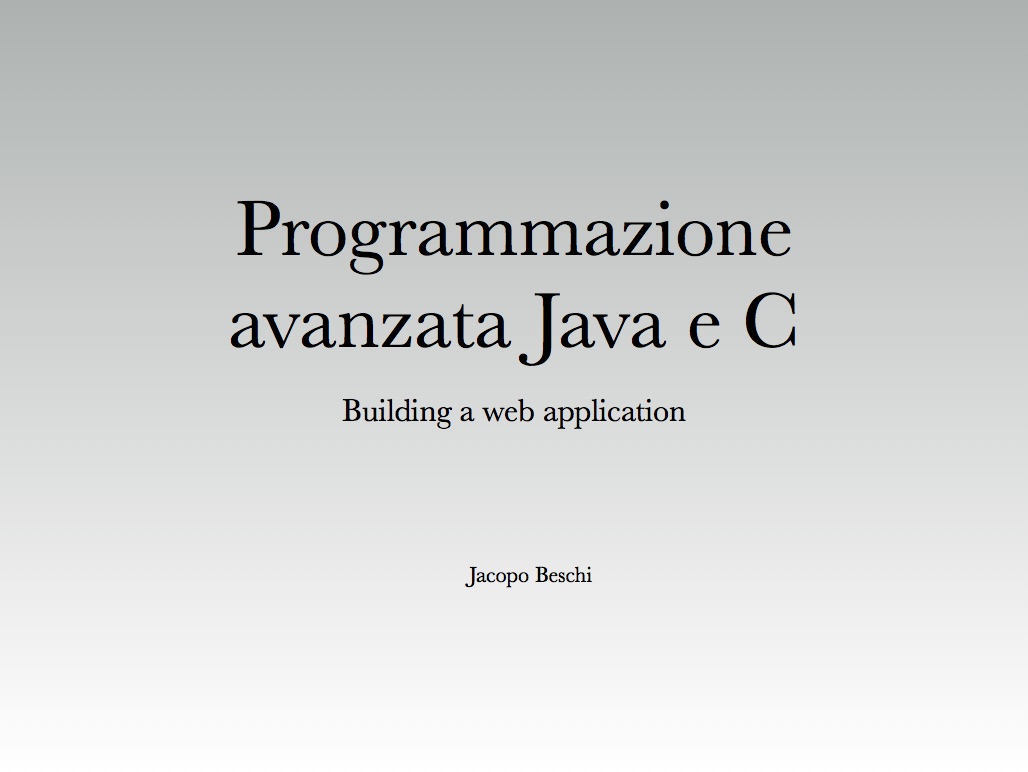 Programmazione
avanzata Java e C
Building a web application
Jacopo Beschi